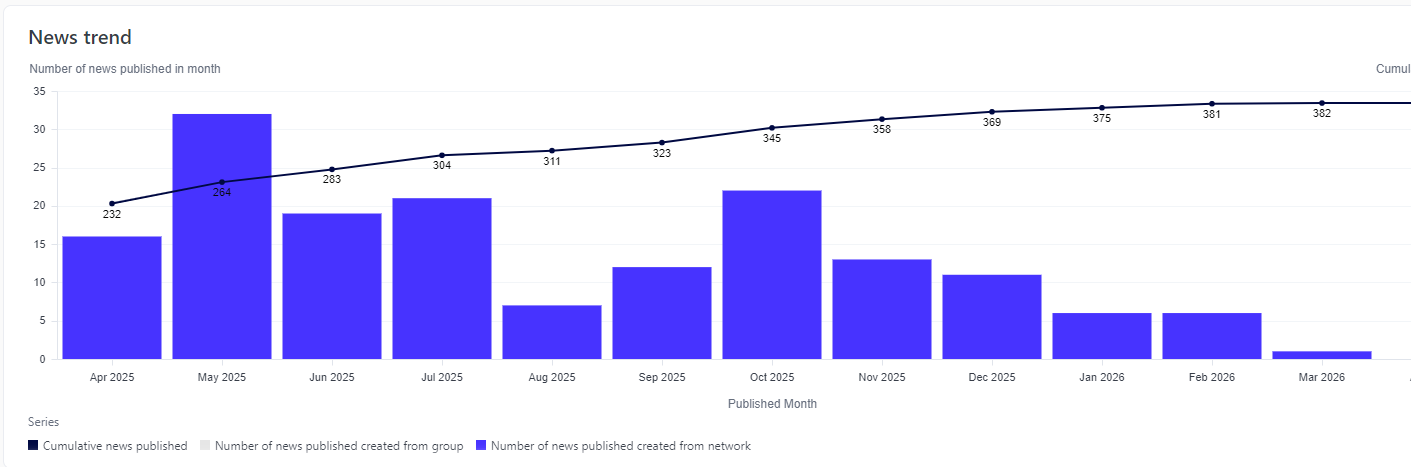 News trend
Number of news published in month
Cumul
35
30
25
20
15
10
5
0
232
264
283
304
311
323
345
358
369
375
381
382
Apr 2025
May 2025
Jun 2025
Jul 2025
Aug 2025
Sep 2025
Oct 2025
Nov 2025
Dec 2025
Jan 2026
Feb 2026
Mar 2026
Published Month
Series
Cumulative news published
Number of news published created from group
Number of news published created from network